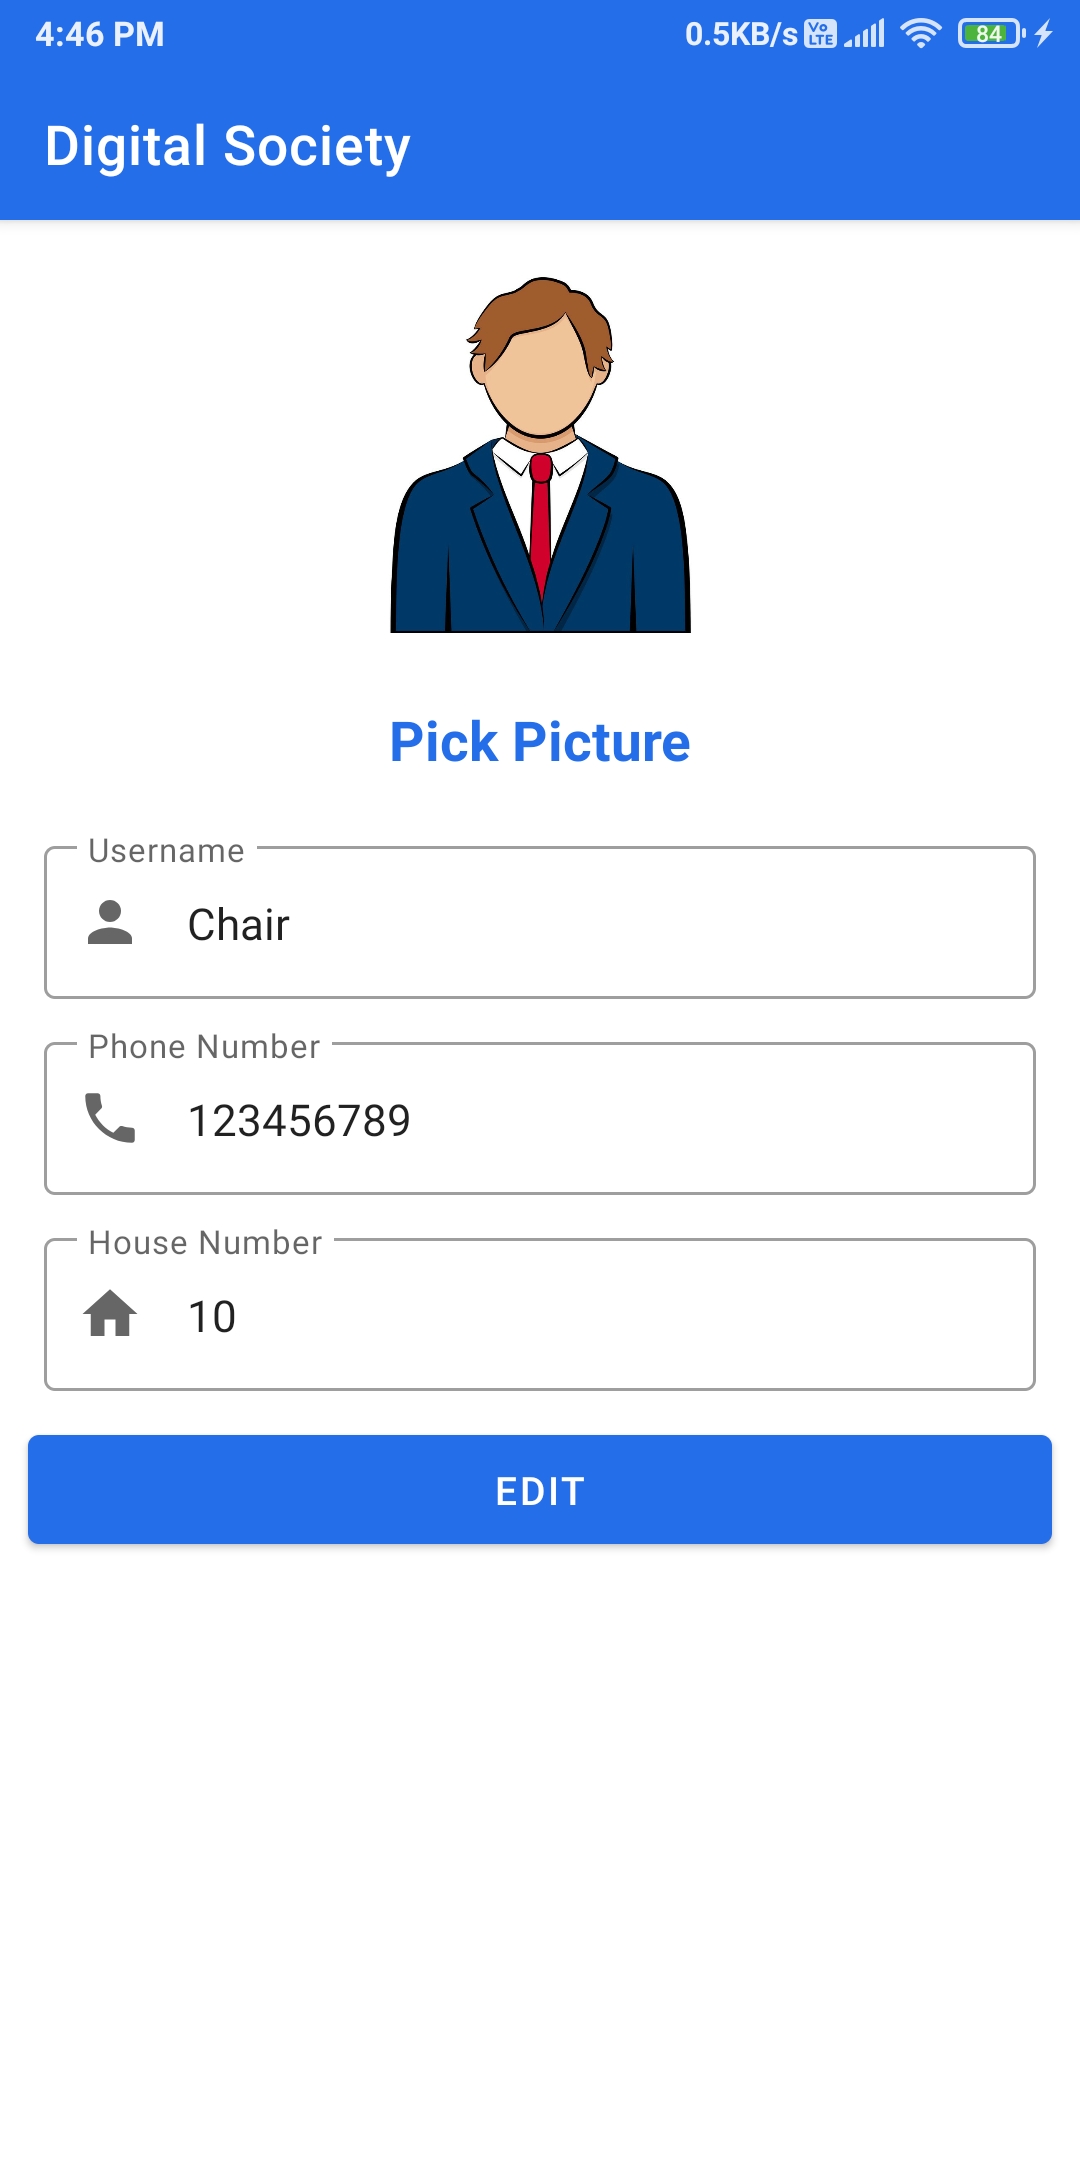 4:46 PM 0.5KB/s Vo LTE 84
Digital Society
Pick Picture
Username
Chair
Phone Number
123456789
House Number
10
EDIT